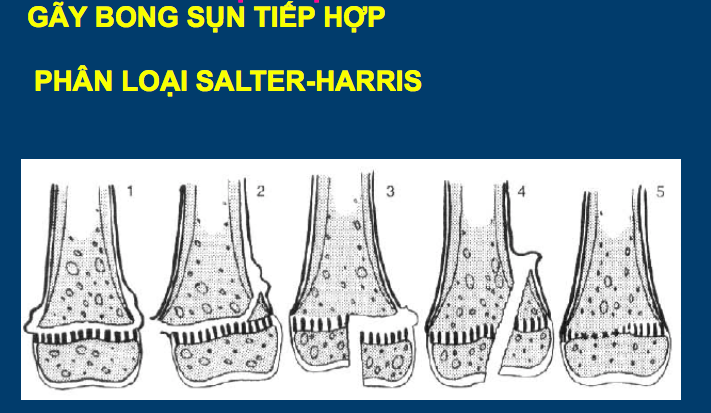 GÃY BONG SỤN TIẾP HỢP
PHÂN LOẠI SALTER-HARRIS
1 2 3 4 5